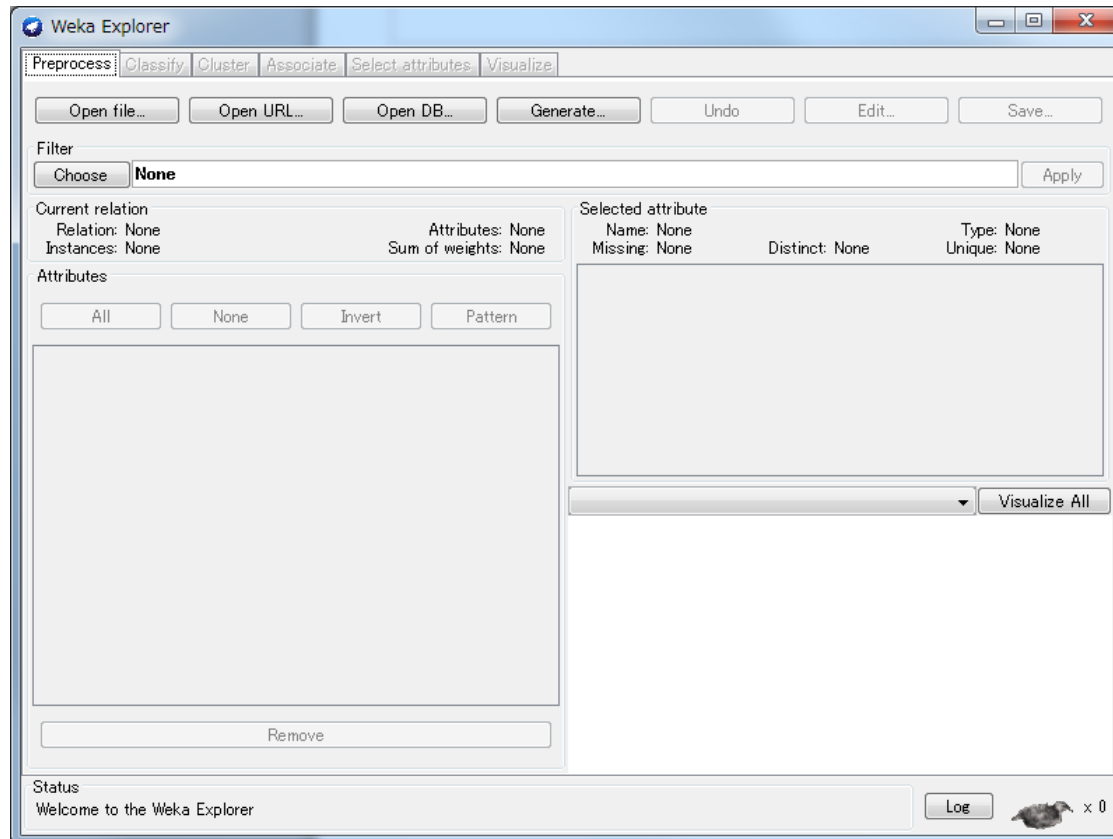 Weka Explorer
Preprocess Classify Cluster Associate Select attributes Visualize
Open file... Open URL... Open DB... Generate... Undo Edit... Save...
Filter
Choose None Apply
Current relation
Relation: None Attributes: None
Instances: None Sum of weights: None
Selected attribute
Name: None Type: None
Missing: None Distinct: None Unique: None
Attributes
All None Invert Pattern
Visualize All
Remove
Status
Welcome to the Weka Explorer
Log x 0